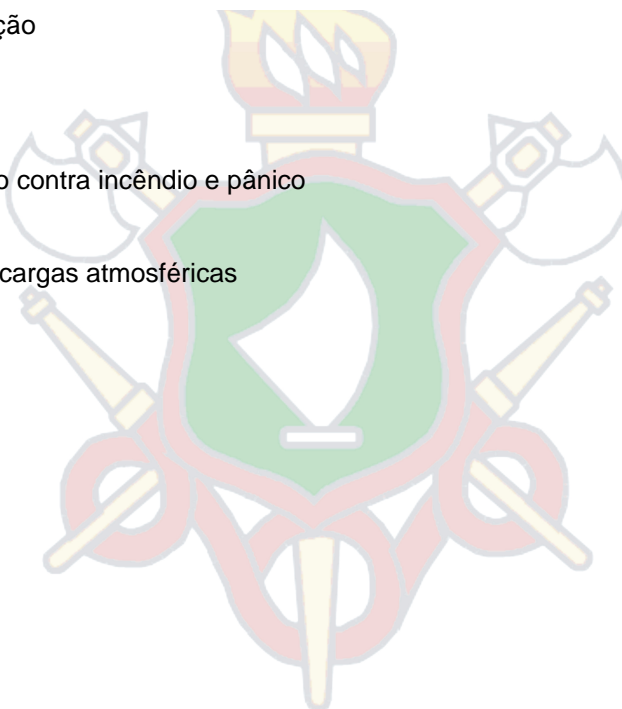 ção
o contra incêndio e pânico
cargas atmosféricas